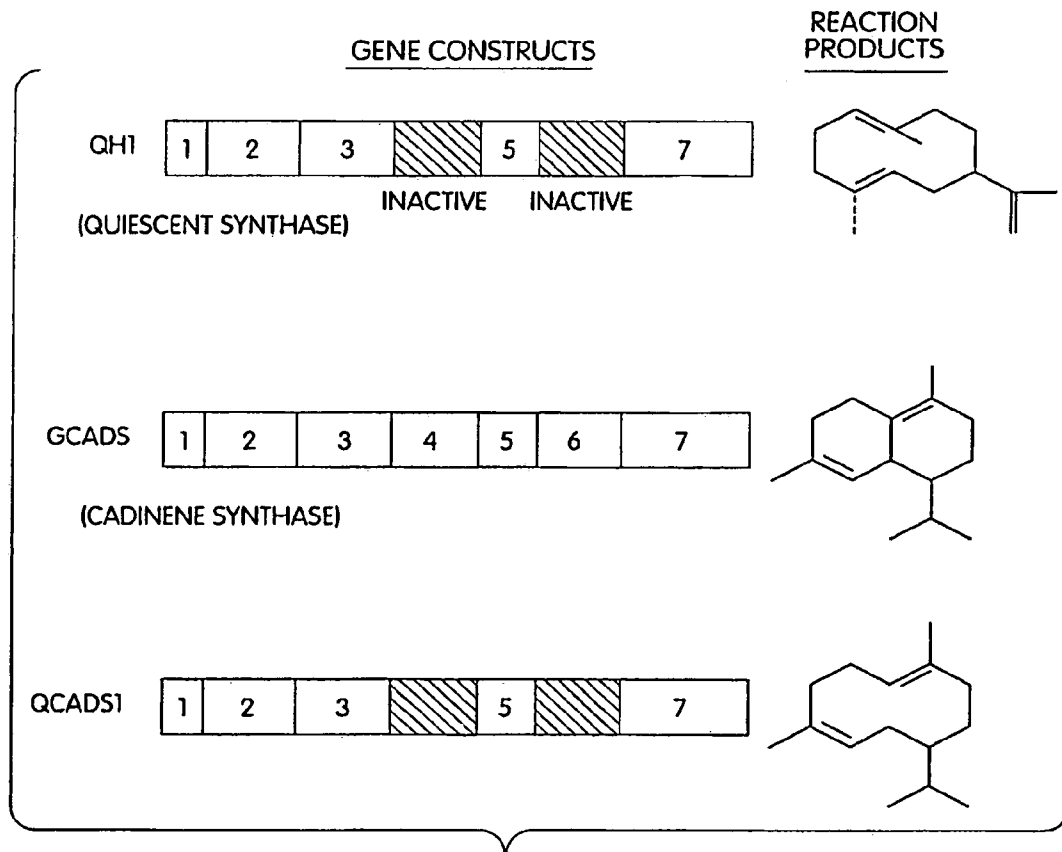 GENE CONSTRUCTS
REACTION
PRODUCTS
QH1 1 2 3 5 7
INACTIVE INACTIVE
(QUIESCENT SYNTHASE)
GCADS 1 2 3 4 5 6 7
(CADINENE SYNTHASE)
QCADS1 1 2 3 5 7